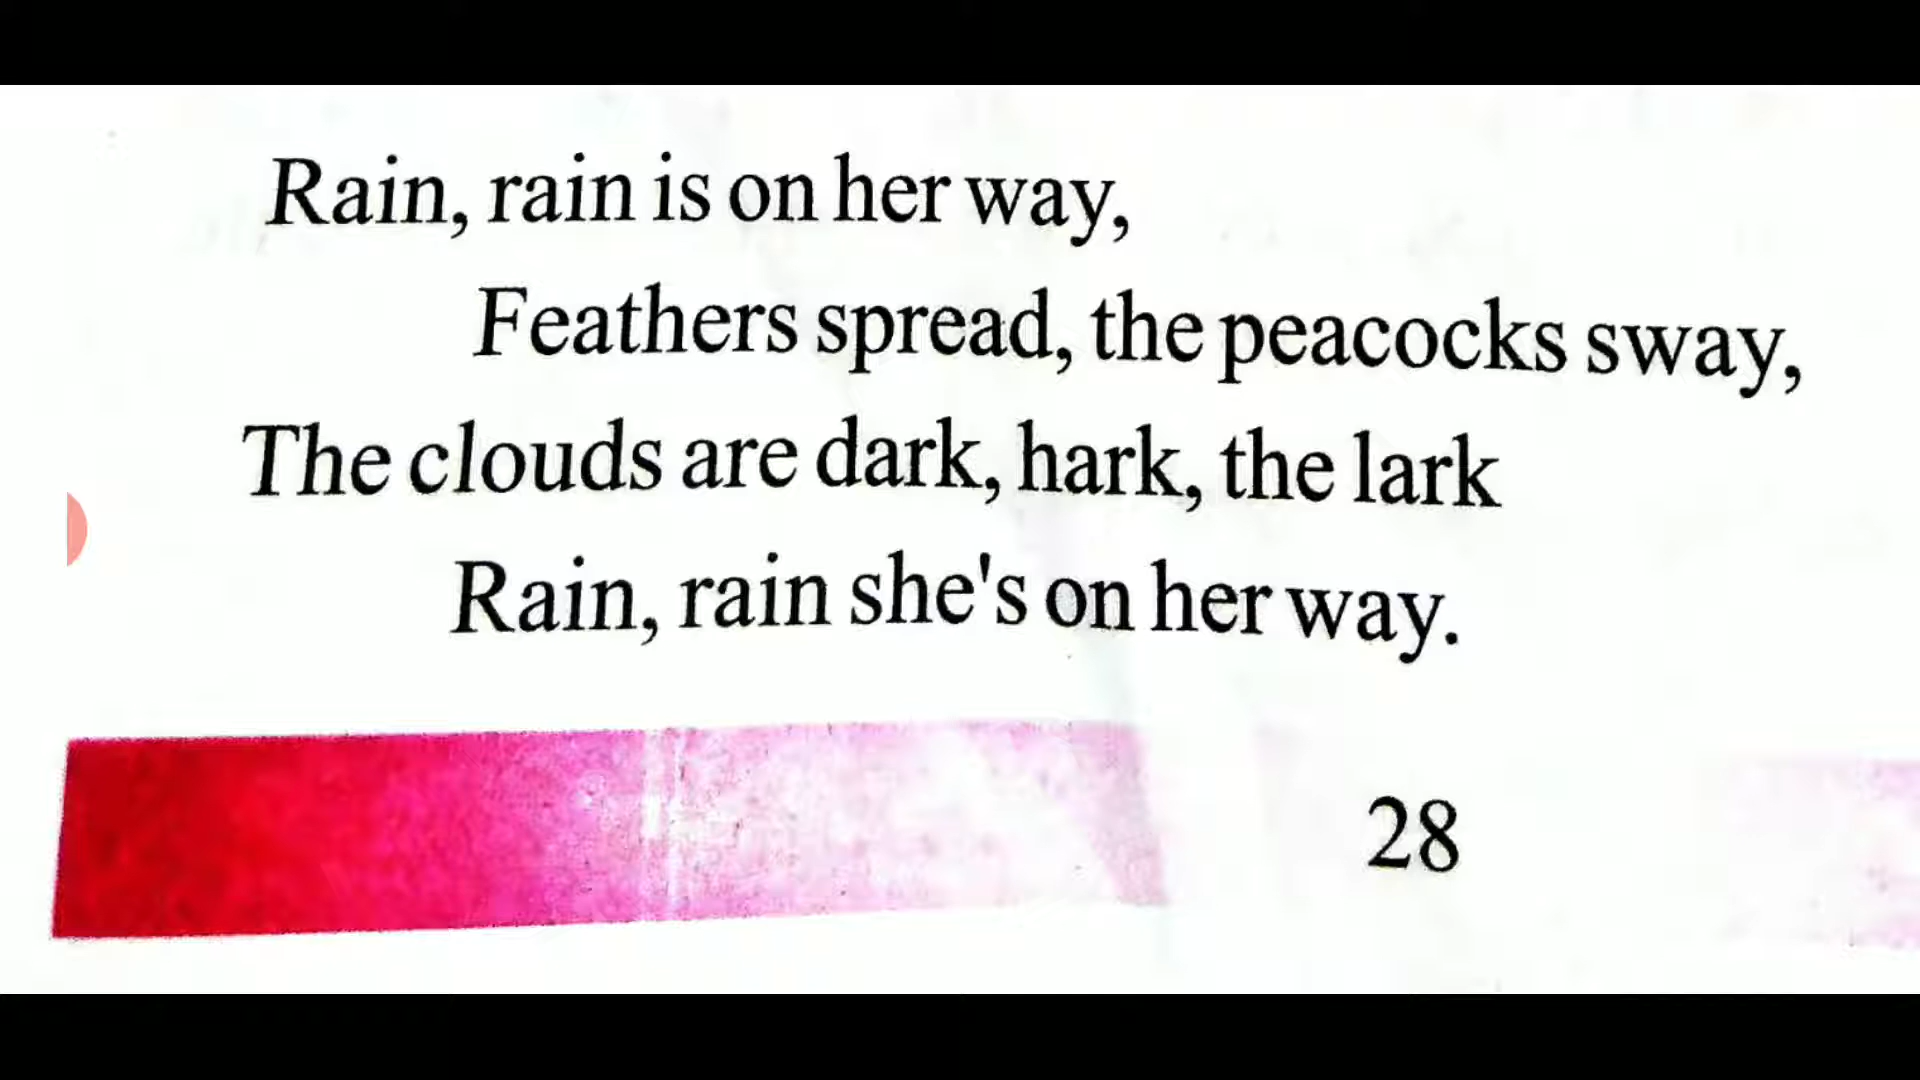 Rain, rain is on her way,
Feathers spread, the peacocks sway,
The clouds are dark, hark, the lark
Rain, rain she's on her way.
28